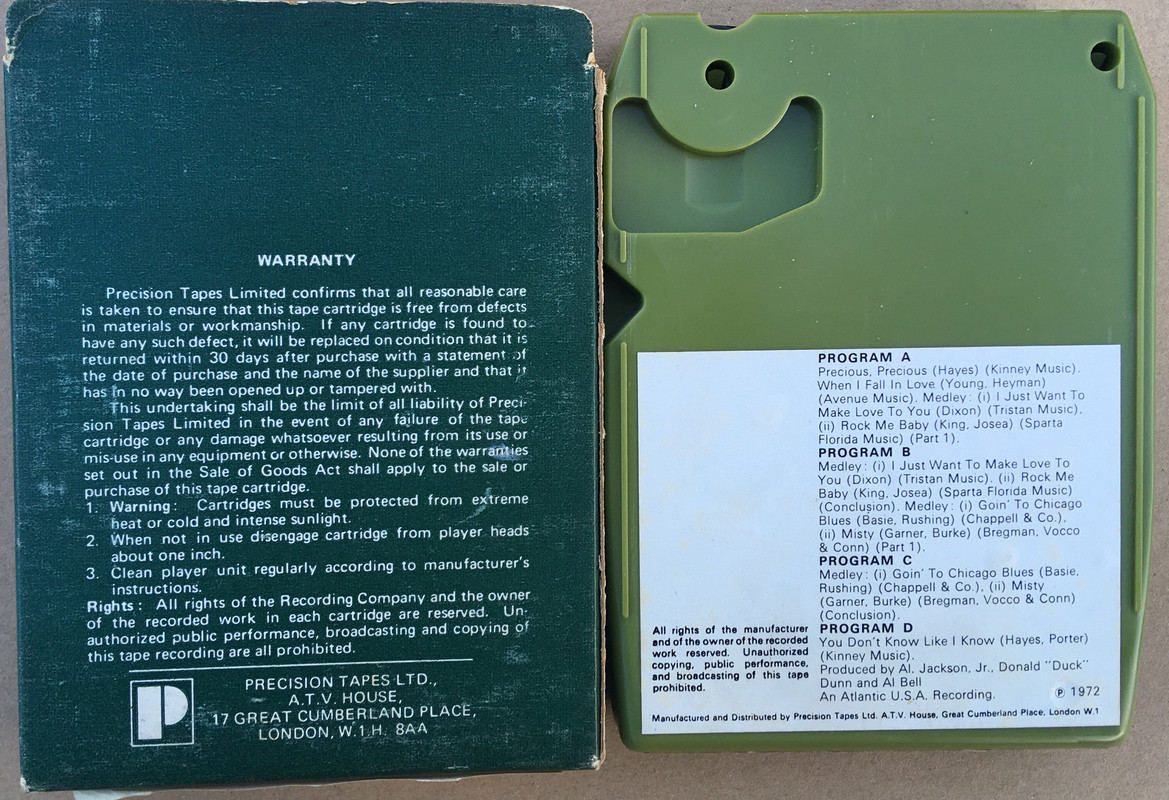 WARRANTY
Precision Tapes Limited confirms that all reasonable care
is taken to ensure that this tape cartridge is free from defects
in materials or workmanship. If any cartridge is found to
have any such defect, it will be replaced on condition that it is
returned within 30 days after purchase with a statement of
the date of purchase and the name of the supplier and that it
has in no way been opened up or tampered with.
This undertaking shall be the limit of all liability of Preci-
sion Tapes Limited in the event of any failure of the tape
cartridge or any damage whatsoever resulting from its use or
mis-use in any equipment or otherwise. None of the warranties
set out in the Sale of Goods Act shall apply to the sale or
purchase of this tape cartridge.
1. Warning: Cartridges must be protected from extreme
heat or cold and intense sunlight.
2. When not in use disengage cartridge from player heads
about one inch.
3. Clean player unit regularly according to manufacturer's
instructions.
Rights: All rights of the Recording Company and the owner
of the recorded work in each cartridge are reserved. Un-
authorized public performance, broadcasting and copying of
this tape recording are all prohibited.
P
PRECISION TAPES LTD.,
A.T.V. HOUSE,
17 GREAT CUMBERLAND PLACE,
LONDON, W.1.H. 8AA
PROGRAM A
Precious, Precious (Hayes) (Kinney Music).
When I Fall In Love (Young, Heyman)
(Avenue Music). Medley: (i) I Just Want To
Make Love To You (Dixon) (Tristan Music),
(ii) Rock Me Baby (King, Josea) (Sparta
Florida Music) (Part 1).
PROGRAM B
Medley: (i) I Just Want To Make Love To
You (Dixon) (Tristan Music). (ii) Rock Me
Baby (King, Josea) (Sparta Florida Music)
(Conclusion). Medley: (i) Goin' To Chicago
Blues (Basie, Rushing) (Chappell & Co.),
(ii) Misty (Garner, Burke) (Bregman, Vocco
& Conn) (Part 1).
PROGRAM C
Medley: (i) Goin' To Chicago Blues (Basie,
Rushing) (Chappell & Co.), (ii) Misty
(Garner, Burke) (Bregman, Vocco & Conn)
(Conclusion).
PROGRAM D
You Don't Know Like I Know (Hayes, Porter)
(Kinney Music).
Produced by Al. Jackson, Jr., Donald "Duck"
Dunn and Al Bell
An Atlantic U.S.A. Recording. ℗ 1972
All rights of the manufacturer
and of the owner of the recorded
work reserved. Unauthorized
copying, public performance,
and broadcasting of this tape
prohibited.
Manufactured and Distributed by Precision Tapes Ltd. A.T.V. House, Great Cumberland Place, London W.1